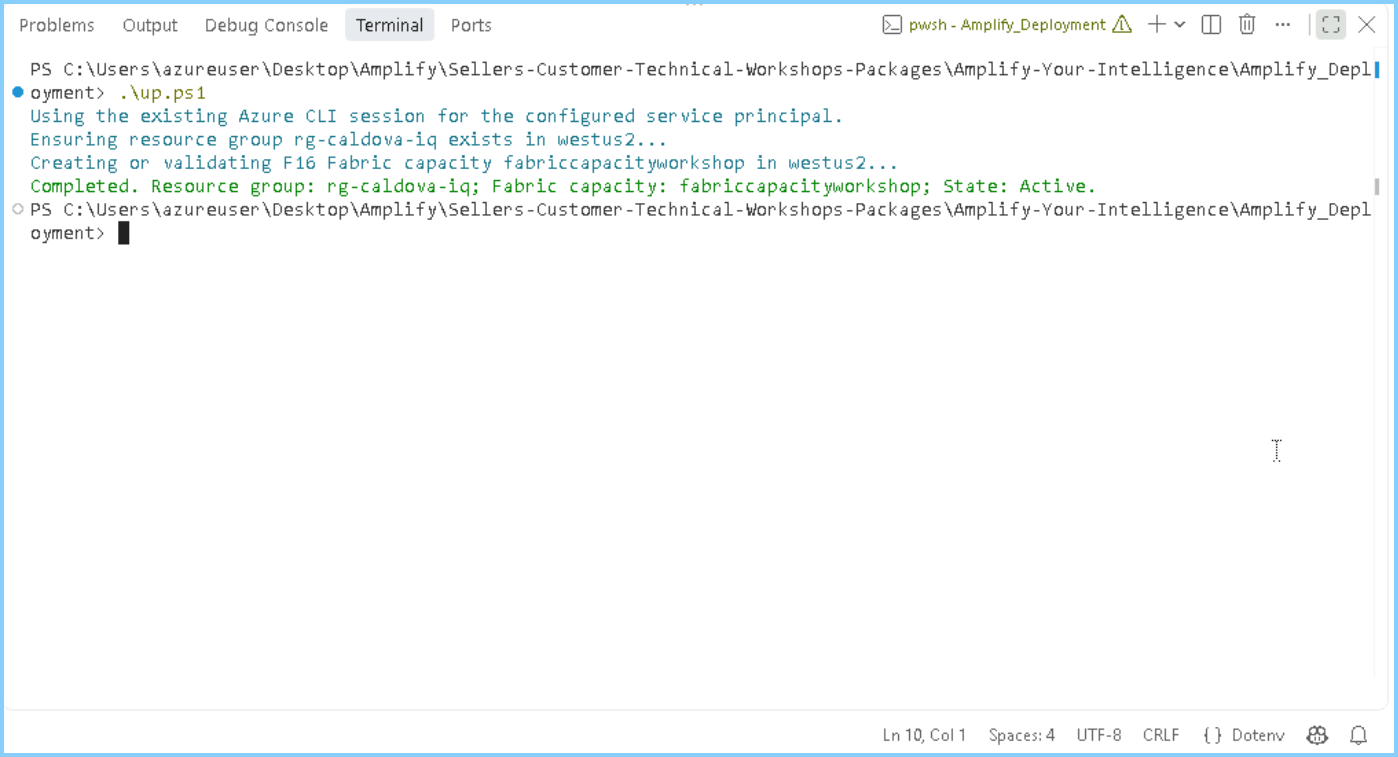 Problems Output Debug Console Terminal Ports pwsh - Amplify_Deployment
PS C:\Users\azureuser\Desktop\Amplify\Sellers-Customer-Technical-Workshops-Packages\Amplify-Your-Intelligence\Amplify_Depl
oyment> .\up.ps1
Using the existing Azure CLI session for the configured service principal.
Ensuring resource group rg-caldova-iq exists in westus2...
Creating or validating F16 Fabric capacity fabriccapacityworkshop in westus2...
Completed. Resource group: rg-caldova-iq; Fabric capacity: fabriccapacityworkshop; State: Active.
PS C:\Users\azureuser\Desktop\Amplify\Sellers-Customer-Technical-Workshops-Packages\Amplify-Your-Intelligence\Amplify_Depl
oyment>
Ln 10, Col 1 Spaces: 4 UTF-8 CRLF {} Dotenv